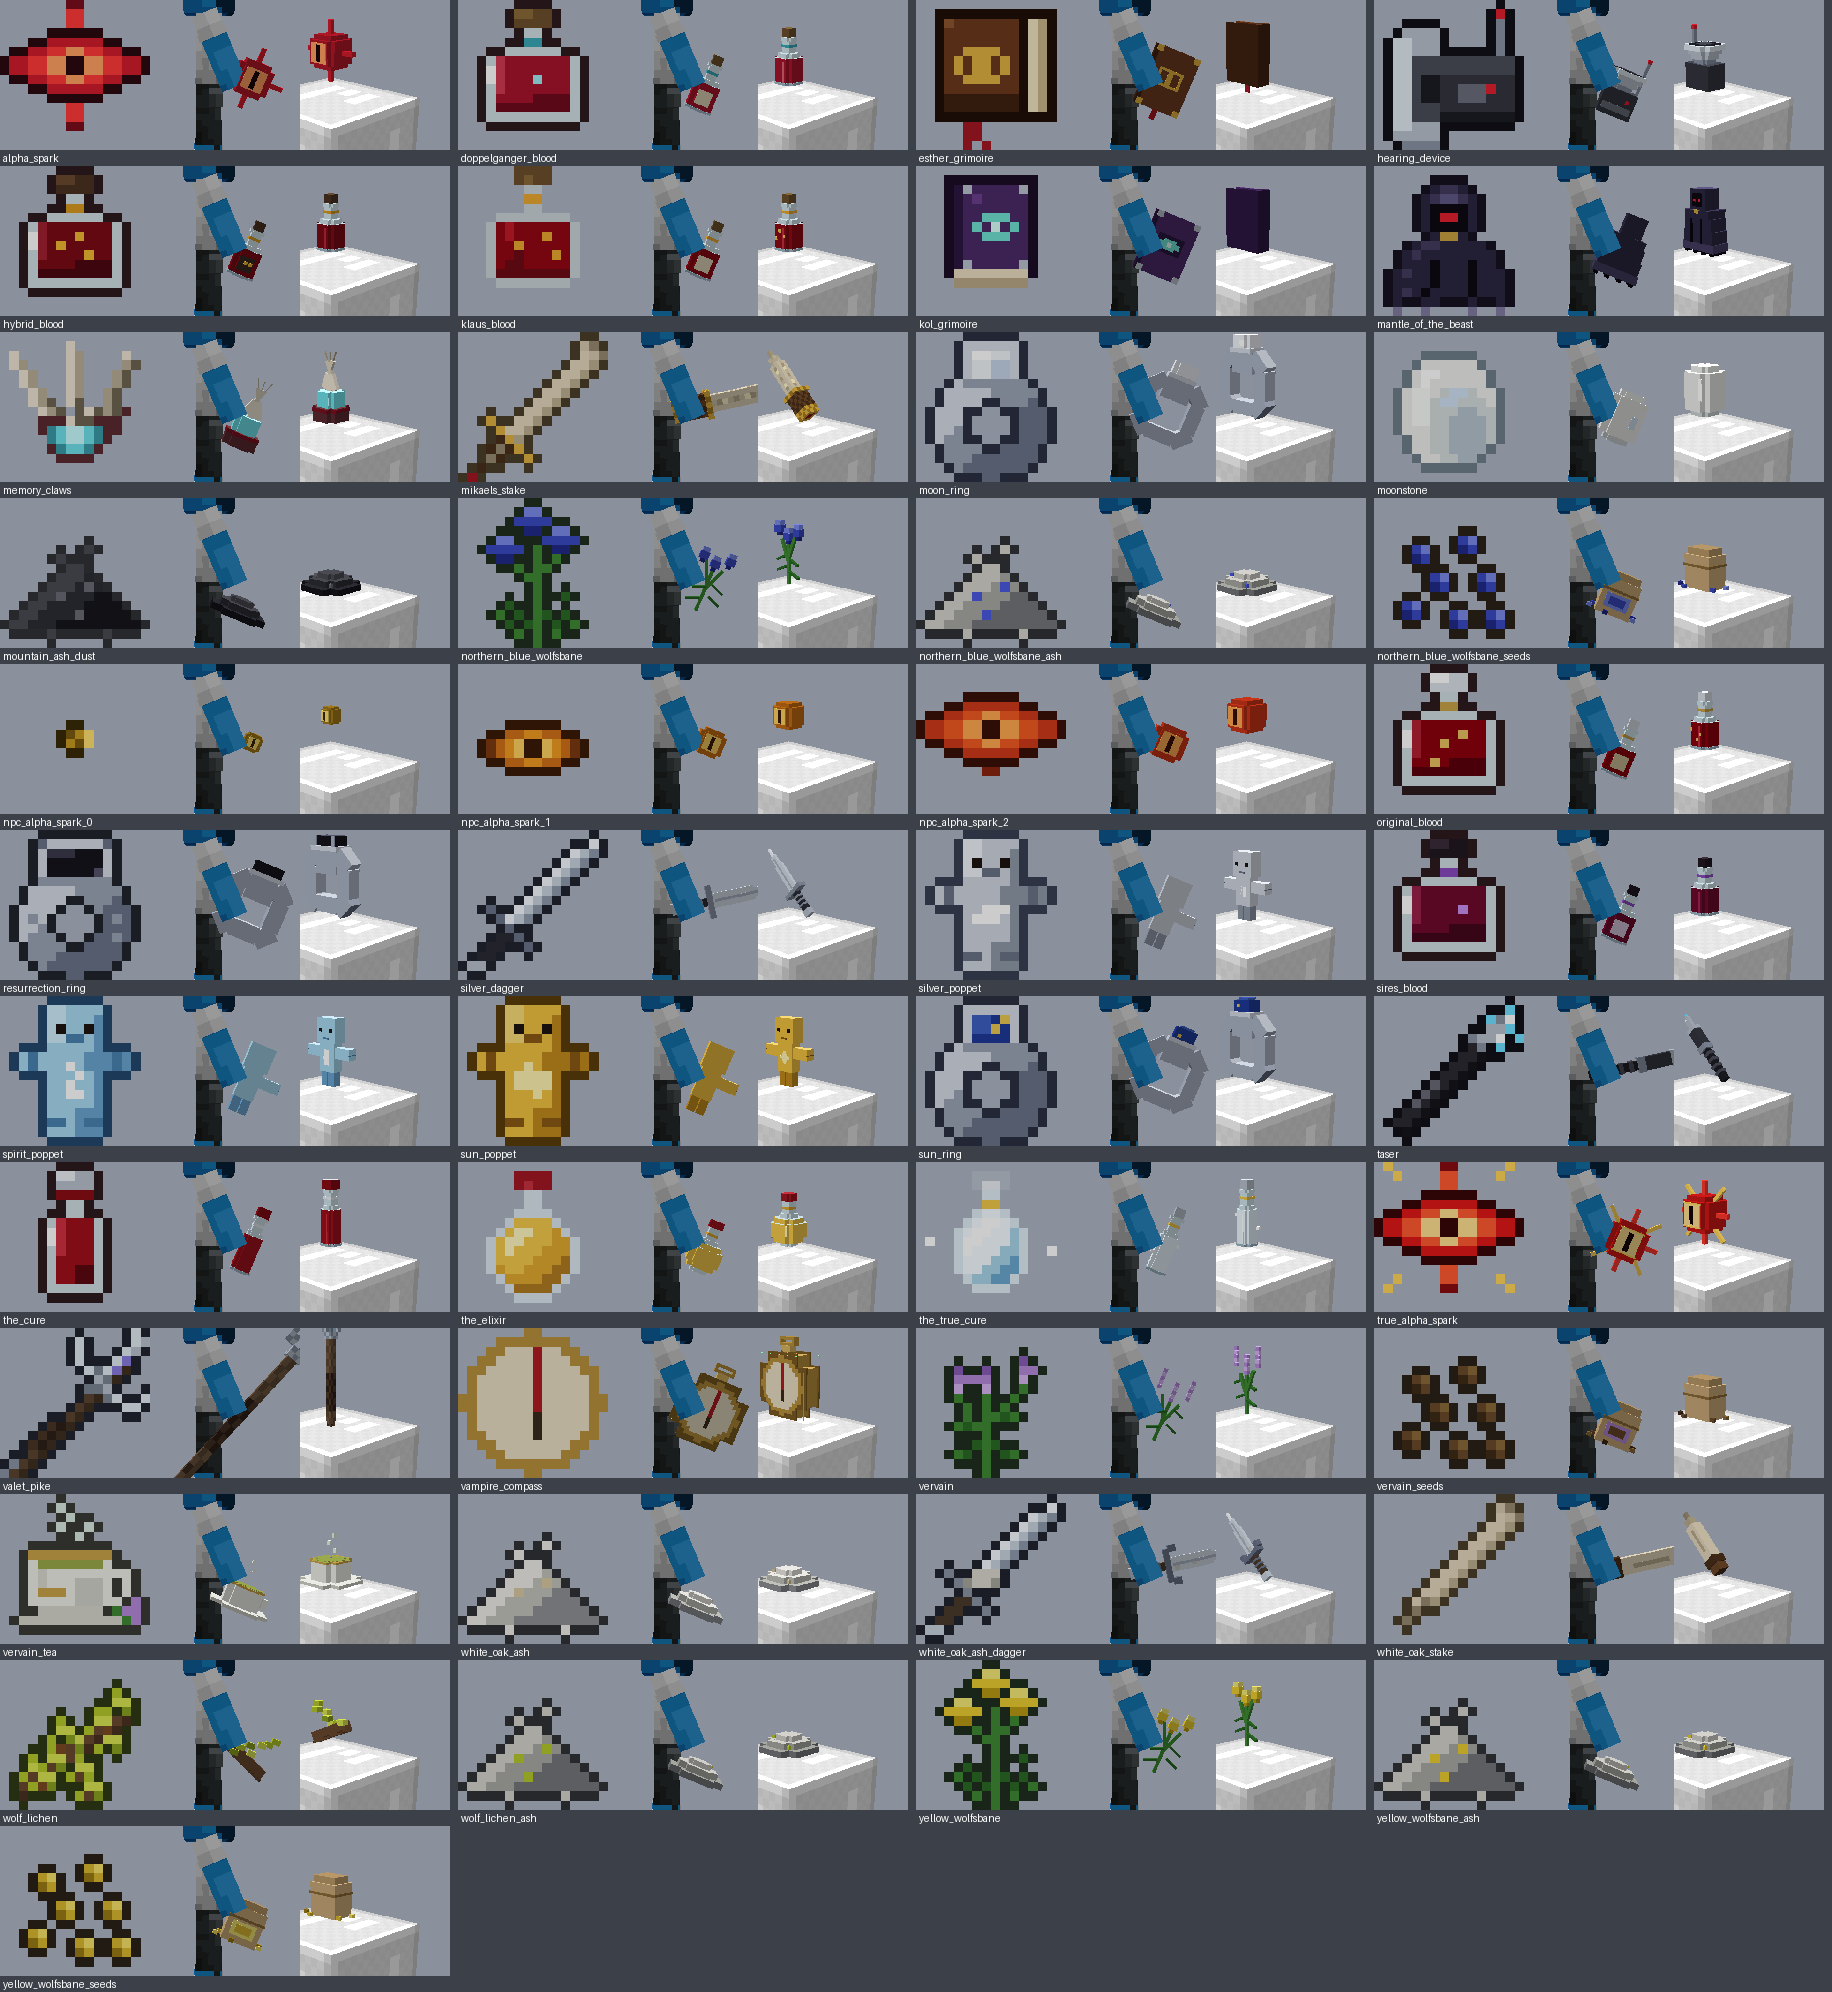 alpha_spark
doppelganger_blood
esther_grimoire
hearing_device
hybrid_blood
klaus_blood
kol_grimoire
mantle_of_the_beast
memory_claws
mikaels_stake
moon_ring
moonstone
mountain_ash_dust
northern_blue_wolfsbane
northern_blue_wolfsbane_ash
northern_blue_wolfsbane_seeds
npc_alpha_spark_0
npc_alpha_spark_1
npc_alpha_spark_2
original_blood
resurrection_ring
silver_dagger
silver_poppet
sires_blood
spirit_poppet
sun_poppet
sun_ring
taser
the_cure
the_elixir
the_true_cure
true_alpha_spark
valet_pike
vampire_compass
vervain
vervain_seeds
vervain_tea
white_oak_ash
white_oak_ash_dagger
white_oak_stake
wolf_lichen
wolf_lichen_ash
yellow_wolfsbane
yellow_wolfsbane_ash
yellow_wolfsbane_seeds